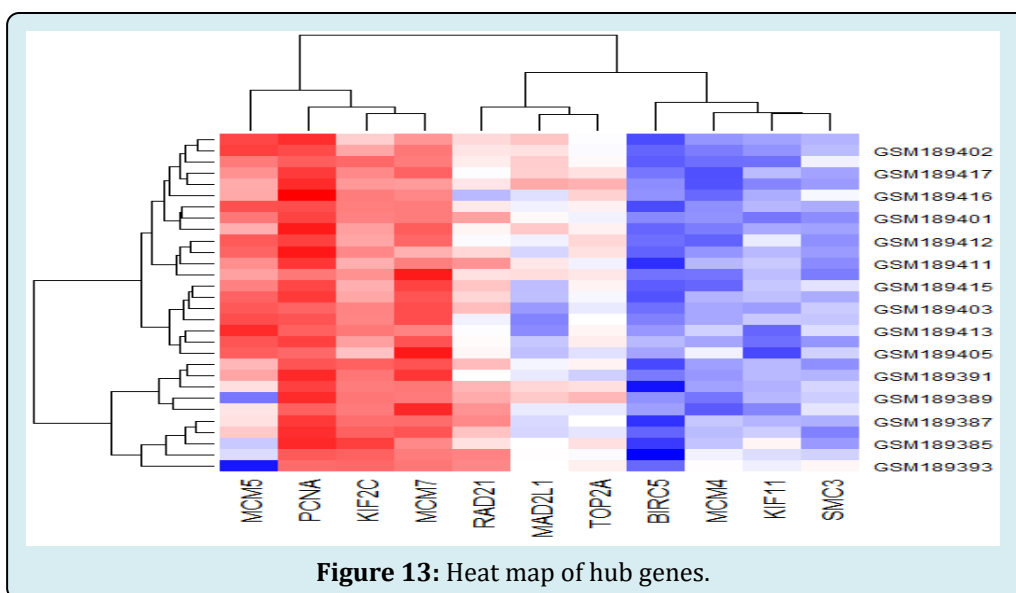 GSM189402
GSM189417
GSM189416
GSM189401
GSM189412
GSM189411
GSM189415
GSM189403
GSM189413
GSM189405
GSM189391
GSM189389
GSM189387
GSM189385
GSM189393
MCM5
PCNA
KIF2C
MCM7
RAD21
MAD2L1
TOP2A
BIRC5
MCM4
KIF11
SMC3
Figure 13: Heat map of hub genes.